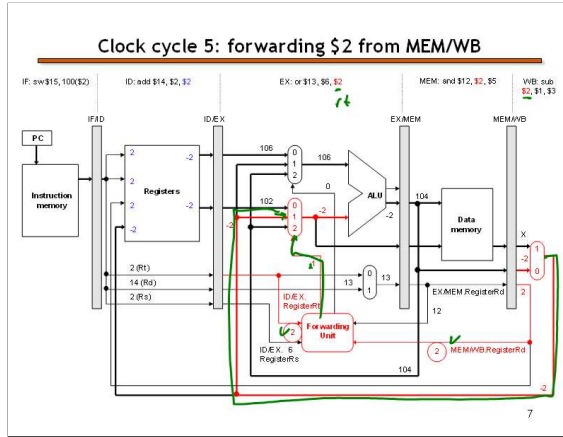 Clock cycle 5: forwarding $2 from MEM/WB
IF: sw $15, 100($2)
ID: add $14, $2, $2
EX: or $13, $6, $2
MEM: and $12, $2, $5
WB: sub
$2, $1, $3
rt
IF/ID
ID/EX
EX/MEM
MEM/WB
PC
Instruction
memory
2
2
2
-2
Registers
-2
-2
106
0
1
2
106
0
102
0
1
2
-2
-2
ALU
-2
104
Data
memory
X
-2
1
0
2 (Rt)
14 (Rd)
2 (Rs)
1
13
0
1
13
ID/EX.
RegisterRt
EX/MEM.RegisterRd
2
12
2
Forwarding
Unit
2
MEM/WB.RegisterRd
ID/EX. 6
RegisterRs
104
-2
7